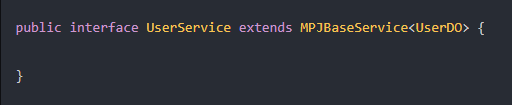 public interface UserService extends MPJBaseService<UserDO> {
}